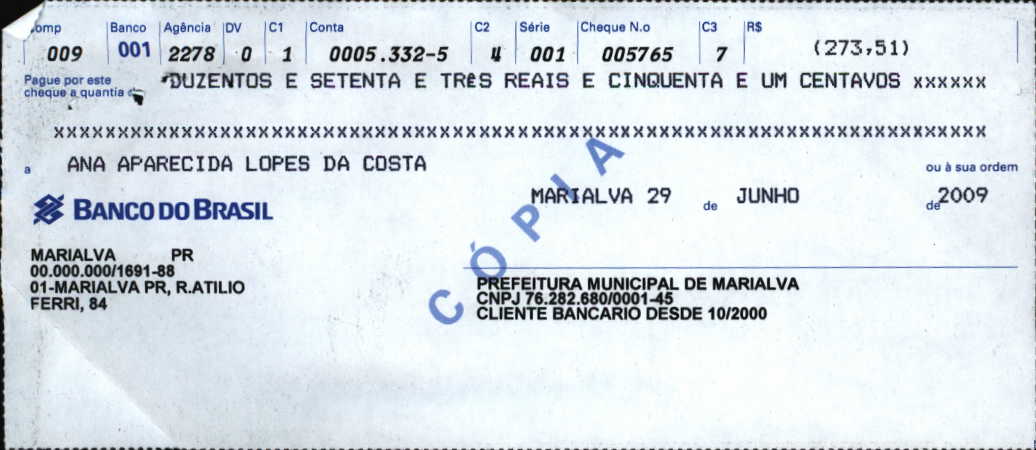 Comp Banco Agência DV C1 Conta C2 Série Cheque N.o C3 R$
009 001 2278 0 1 0005.332-5 4 001 005765 7 (273,51)
Pague por este
cheque a quantia de *DUZENTOS E SETENTA E TRÊS REAIS E CINQUENTA E UM CENTAVOS xxxxxx
xxxxxxxxxxxxxxxxxxxxxxxxxxxxxxxxxxxxxxxxxxxxxxxxxxxxxxxxxxxxxxxxxxxxxxxxxxxxxxx
a ANA APARECIDA LOPES DA COSTA ou à sua ordem
MARIALVA 29 de JUNHO de 2009
BANCO DO BRASIL
CÓPIA
MARIALVA PR
00.000.000/1691-88
01-MARIALVA PR, R.ATILIO
FERRI, 84
PREFEITURA MUNICIPAL DE MARIALVA
CNPJ 76.282.680/0001-45
CLIENTE BANCARIO DESDE 10/2000